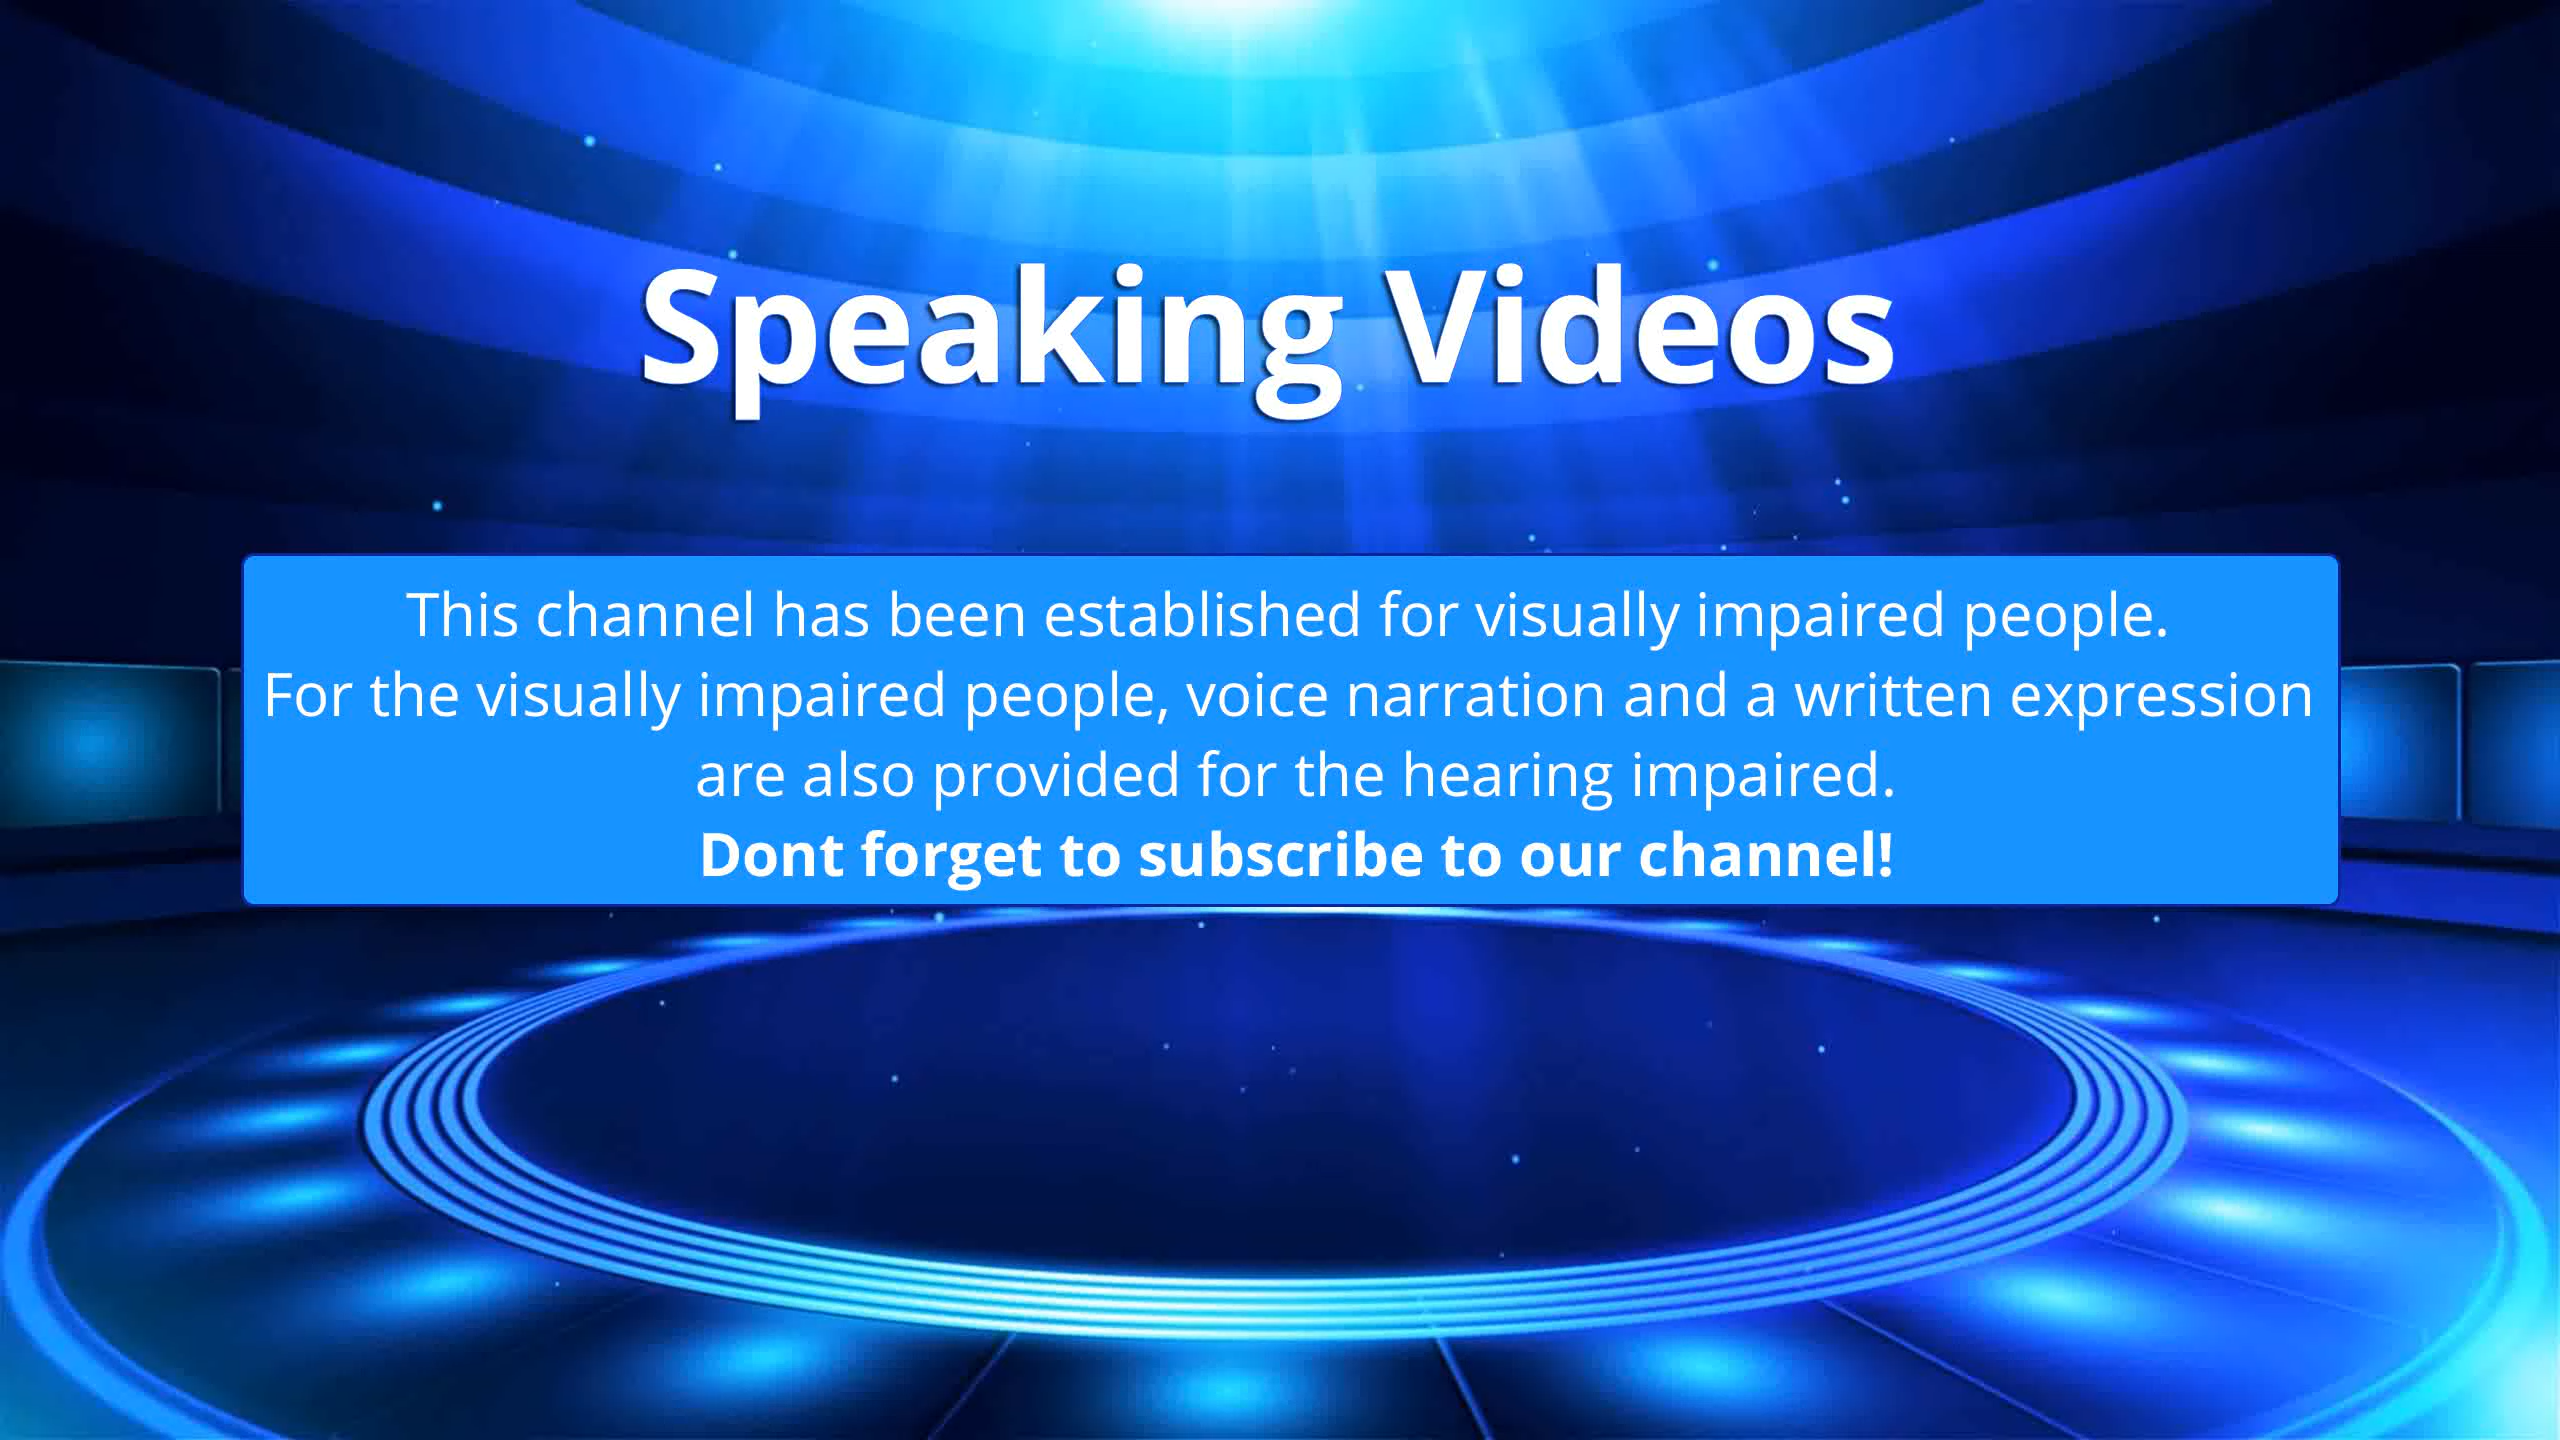 Speaking Videos
This channel has been established for visually impaired people.
For the visually impaired people, voice narration and a written expression
are also provided for the hearing impaired.
Dont forget to subscribe to our channel!